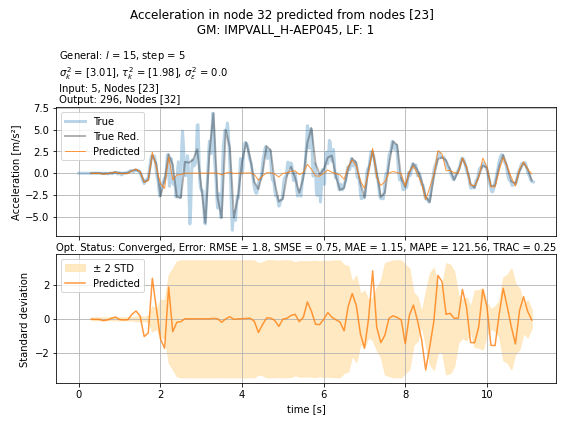 Acceleration in node 32 predicted from nodes [23]
GM: IMPVALL_H-AEP045, LF: 1
General: l = 15, step = 5
σ²ₖ = [3.01], τ²ₖ = [1.98], σ²ε = 0.0
Input: 5, Nodes [23]
Output: 296, Nodes [32]
Acceleration [m/s²]
7.5
5.0
2.5
0.0
−2.5
−5.0
True
True Red.
Predicted
Opt. Status: Converged, Error: RMSE = 1.8, SMSE = 0.75, MAE = 1.15, MAPE = 121.56, TRAC = 0.25
Standard deviation
2
0
−2
± 2 STD
Predicted
0 2 4 6 8 10
time [s]